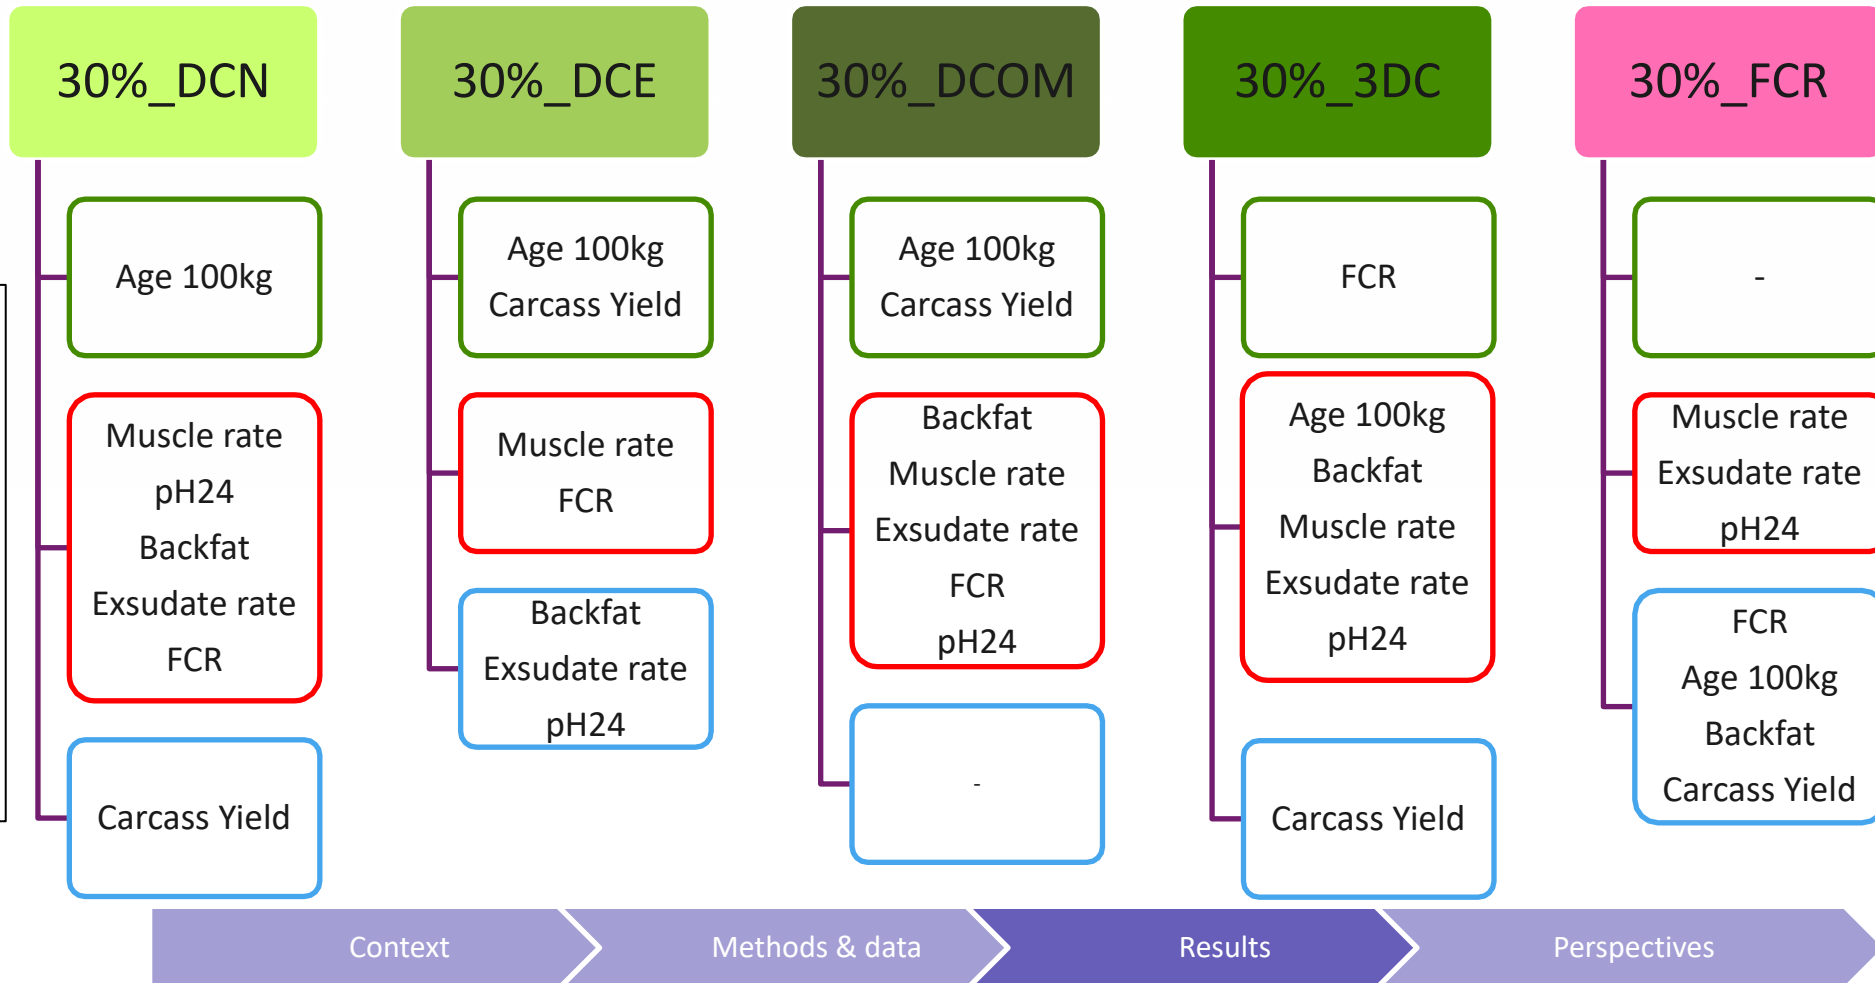 30%_DCN
Age 100kg
Muscle rate
pH24
Backfat
Exsudate rate
FCR
Carcass Yield
30%_DCE
Age 100kg
Carcass Yield
Muscle rate
FCR
Backfat
Exsudate rate
pH24
30%_DCOM
Age 100kg
Carcass Yield
Backfat
Muscle rate
Exsudate rate
FCR
pH24
-
30%_3DC
FCR
Age 100kg
Backfat
Muscle rate
Exsudate rate
pH24
Carcass Yield
30%_FCR
-
Muscle rate
Exsudate rate
pH24
FCR
Age 100kg
Backfat
Carcass Yield
Context
Methods & data
Results
Perspectives